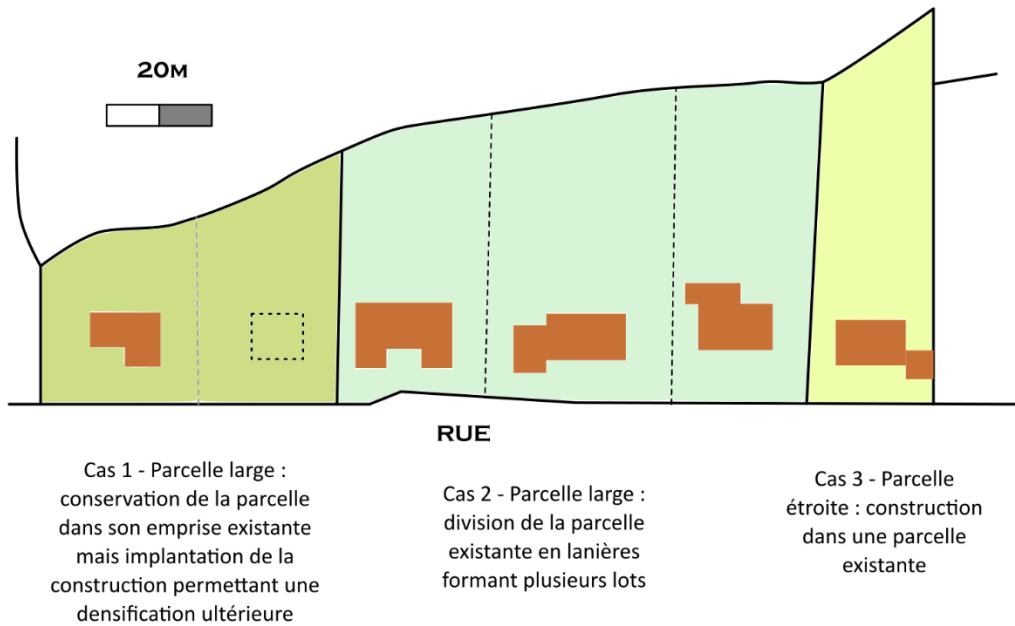 20M
RUE
Cas 1 - Parcelle large :
conservation de la parcelle
dans son emprise existante
mais implantation de la
construction permettant une
densification ultérieure
Cas 2 - Parcelle large :
division de la parcelle
existante en lanières
formant plusieurs lots
Cas 3 - Parcelle
étroite : construction
dans une parcelle
existante